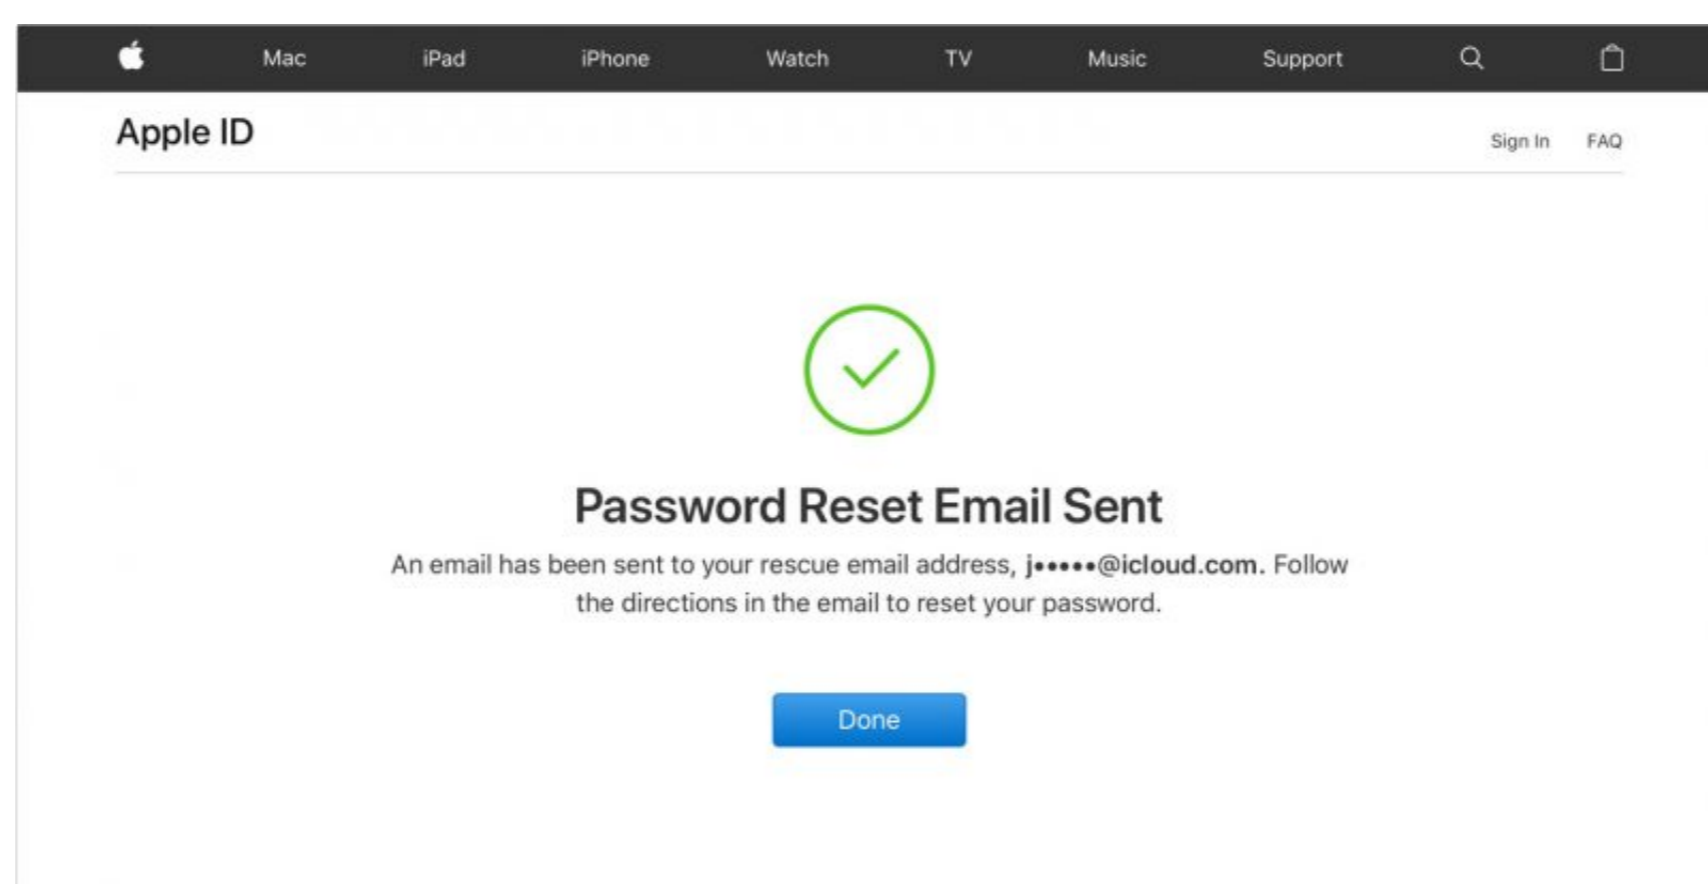 Mac iPad iPhone Watch TV Music Support
Apple ID
Sign In FAQ
Password Reset Email Sent
An email has been sent to your rescue email address, j•••••@icloud.com. Follow
the directions in the email to reset your password.
Done